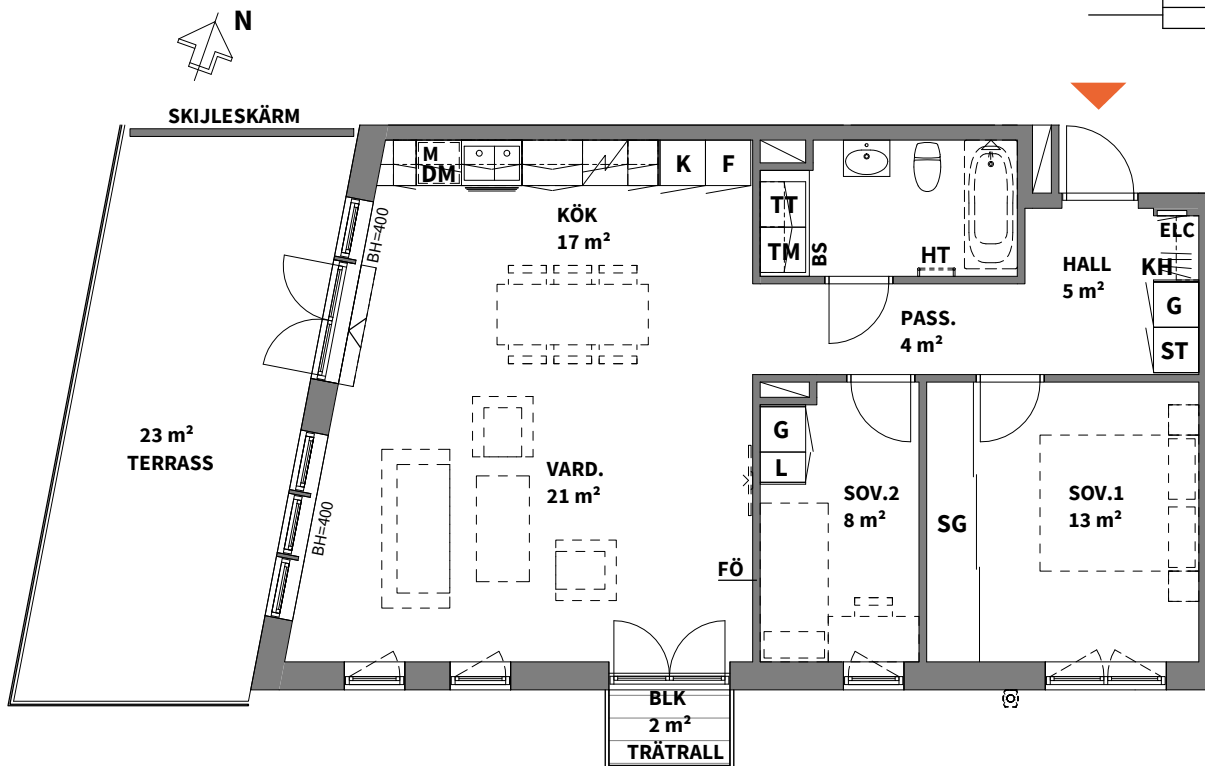 N
SKIJLESKÄRM
M
DM
K
F
TT
TM
BS
HT
ELC
KH
G
ST
KÖK
17 m²
HALL
5 m²
PASS.
4 m²
BH=400
23 m²
TERRASS
VARD.
21 m²
G
L
SOV.2
8 m²
SG
SOV.1
13 m²
BH=400
FÖ
BLK
2 m²
TRÄTRALL